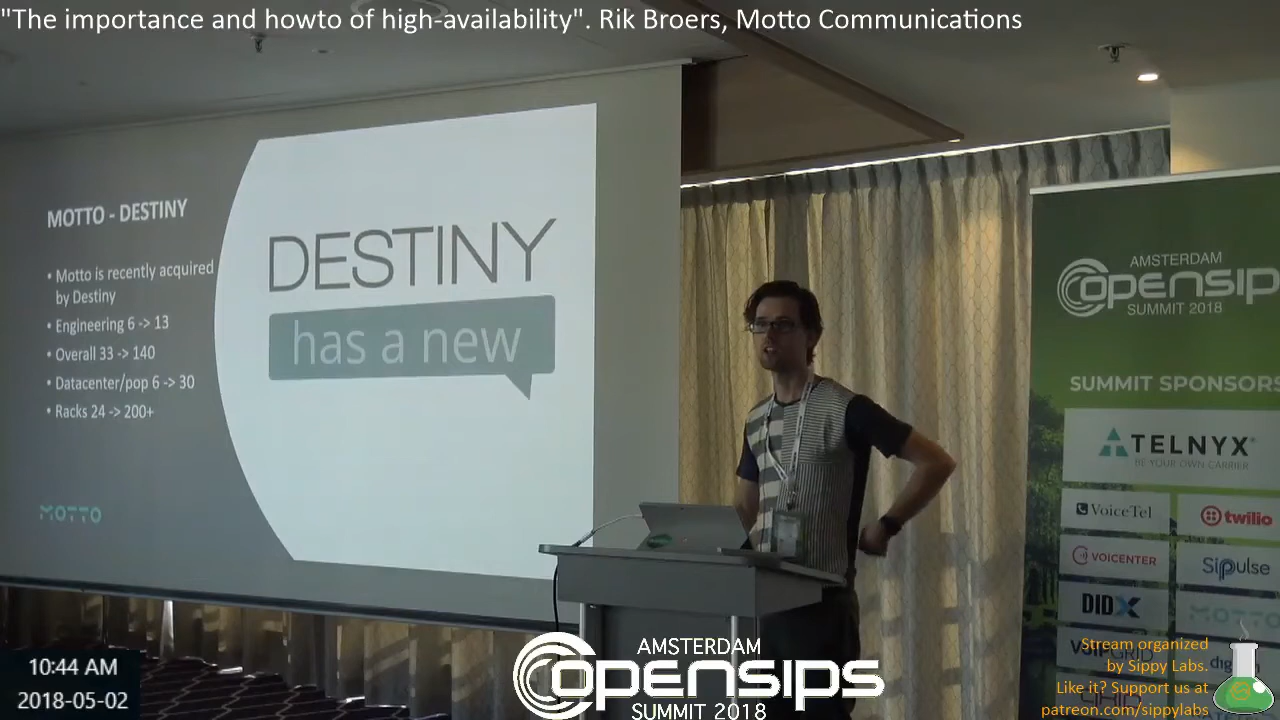 "The importance and howto of high-availability". Rik Broers, Motto Communications
MOTTO - DESTINY
• Motto is recently acquired
by Destiny
• Engineering 6 -> 13
• Overall 33 -> 140
• Datacenter/pop 6 -> 30
• Racks 24 -> 200+
MOTTO
DESTINY
has a new
AMSTERDAM
OPENSIPS
SUMMIT 2018
SUMMIT SPONSORS
TELNYX
BE YOUR OWN CARRIER
VoiceTel
twilio
VOICENTER
SIPulse
DIDX
MOTTO
VOIPGRID
Stream organized
by Sippy Labs.
Like it? Support us at
patreon.com/sippylabs
10:44 AM
2018-05-02
AMSTERDAM
OPENSIPS
SUMMIT 2018